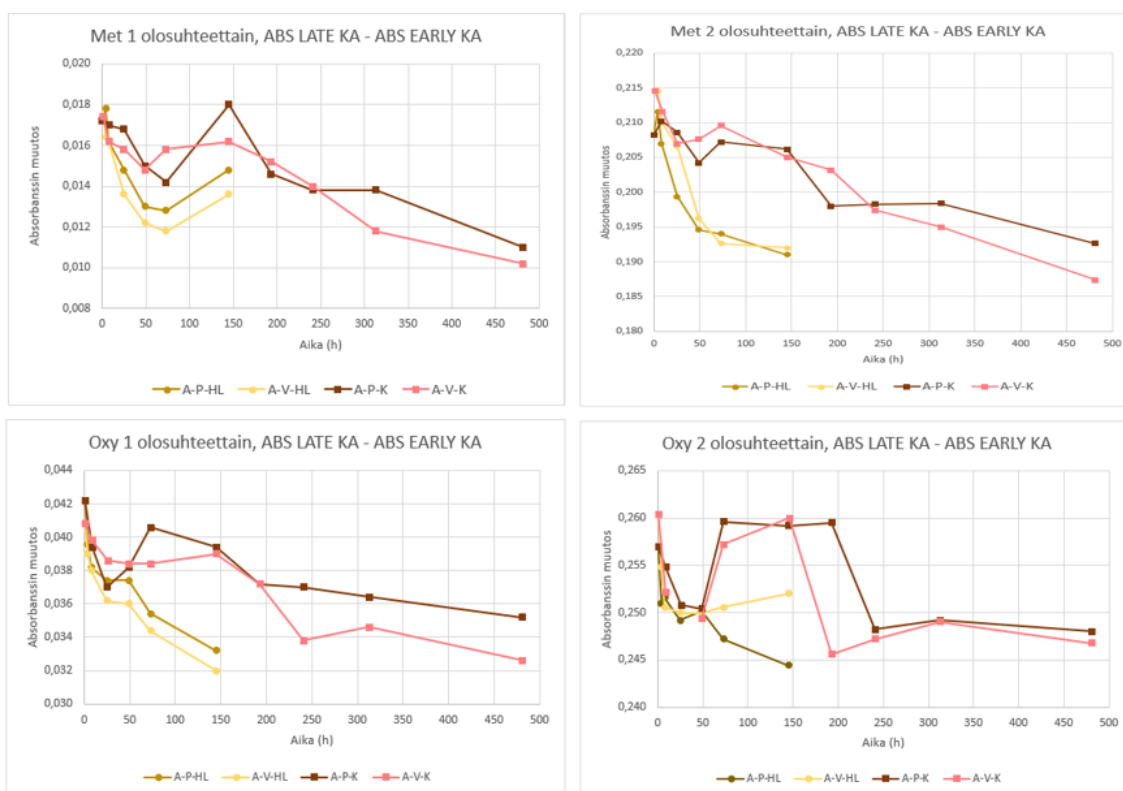 Met 1 olosuhteettain, ABS LATE KA - ABS EARLY KA
0,020
0,018
0,016
0,014
0,012
0,010
0,008
Absorbanssin muutos
0 50 100 150 200 250 300 350 400 450 500
Aika (h)
A-P-HL A-V-HL A-P-K A-V-K
Met 2 olosuhteettain, ABS LATE KA - ABS EARLY KA
0,220
0,215
0,210
0,205
0,200
0,195
0,190
0,185
0,180
Absorbanssin muutos
0 50 100 150 200 250 300 350 400 450 500
Aika (h)
A-P-HL A-V-HL A-P-K A-V-K
Oxy 1 olosuhteettain, ABS LATE KA - ABS EARLY KA
0,044
0,042
0,040
0,038
0,036
0,034
0,032
0,030
Absorbanssin muutos
0 50 100 150 200 250 300 350 400 450 500
Aika (h)
A-P-HL A-V-HL A-P-K A-V-K
Oxy 2 olosuhteettain, ABS LATE KA - ABS EARLY KA
0,265
0,260
0,255
0,250
0,245
0,240
Absorbanssin muutos
0 50 100 150 200 250 300 350 400 450 500
Aika (h)
A-P-HL A-V-HL A-P-K A-V-K